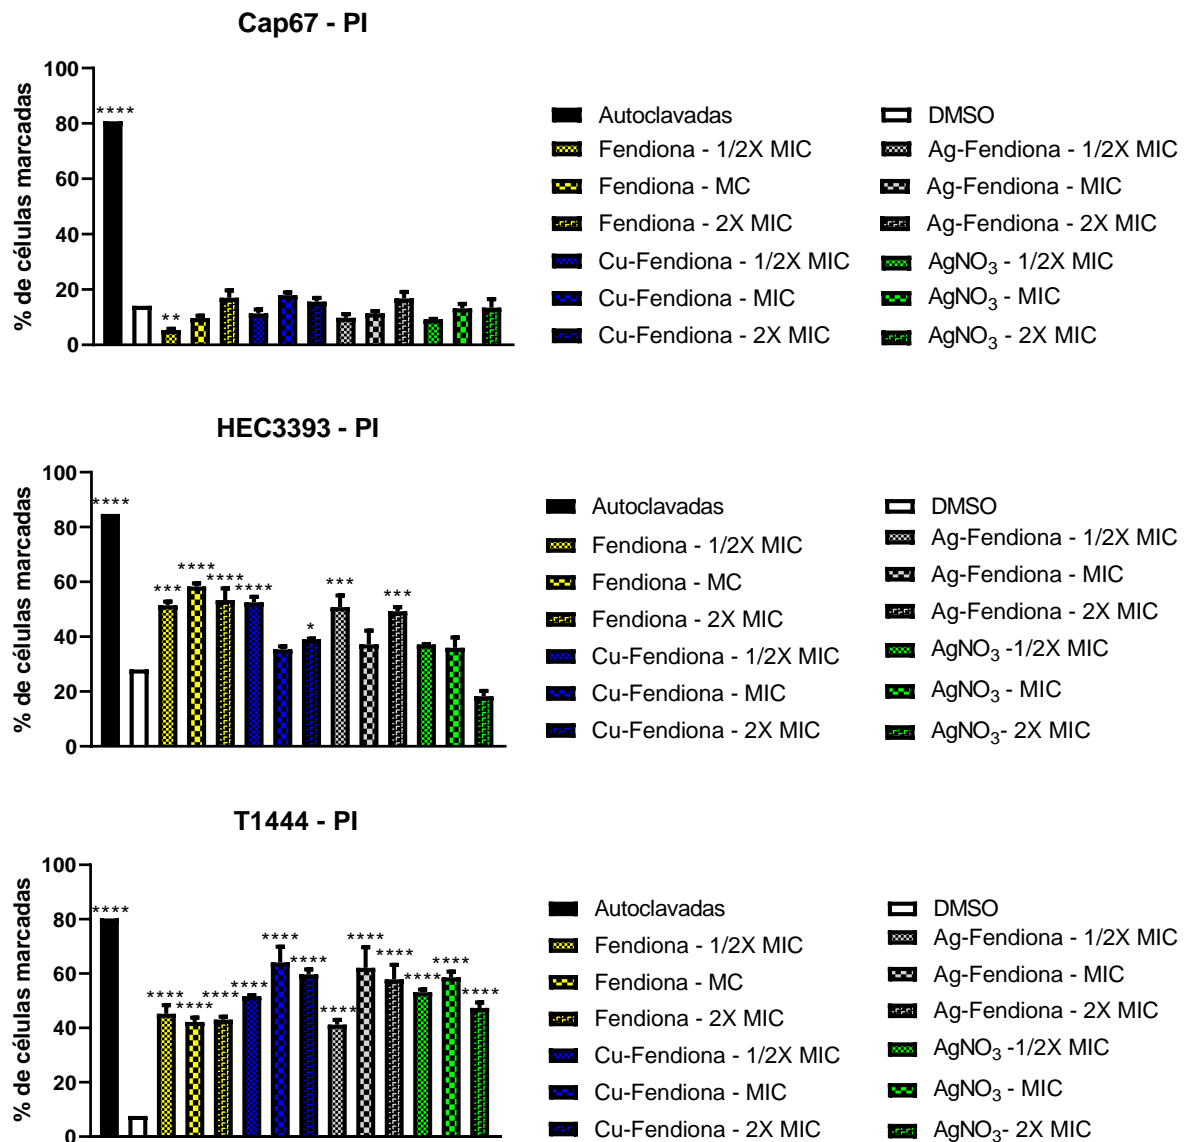 Cap67 - PI
% de células marcadas
100
80
60
40
20
0
****
**
Autoclavadas
Fendiona - 1/2X MIC
Fendiona - MC
Fendiona - 2X MIC
Cu-Fendiona - 1/2X MIC
Cu-Fendiona - MIC
Cu-Fendiona - 2X MIC
DMSO
Ag-Fendiona - 1/2X MIC
Ag-Fendiona - MIC
Ag-Fendiona - 2X MIC
AgNO3 - 1/2X MIC
AgNO3 - MIC
AgNO3 - 2X MIC
HEC3393 - PI
% de células marcadas
100
80
60
40
20
0
****
***
****
****
****
*
***
***
Autoclavadas
Fendiona - 1/2X MIC
Fendiona - MC
Fendiona - 2X MIC
Cu-Fendiona - 1/2X MIC
Cu-Fendiona - MIC
Cu-Fendiona - 2X MIC
DMSO
Ag-Fendiona - 1/2X MIC
Ag-Fendiona - MIC
Ag-Fendiona - 2X MIC
AgNO3 -1/2X MIC
AgNO3 - MIC
AgNO3- 2X MIC
T1444 - PI
% de células marcadas
100
80
60
40
20
0
****
****
****
****
****
****
****
****
****
****
****
****
****
Autoclavadas
Fendiona - 1/2X MIC
Fendiona - MC
Fendiona - 2X MIC
Cu-Fendiona - 1/2X MIC
Cu-Fendiona - MIC
Cu-Fendiona - 2X MIC
DMSO
Ag-Fendiona - 1/2X MIC
Ag-Fendiona - MIC
Ag-Fendiona - 2X MIC
AgNO3 -1/2X MIC
AgNO3 - MIC
AgNO3- 2X MIC